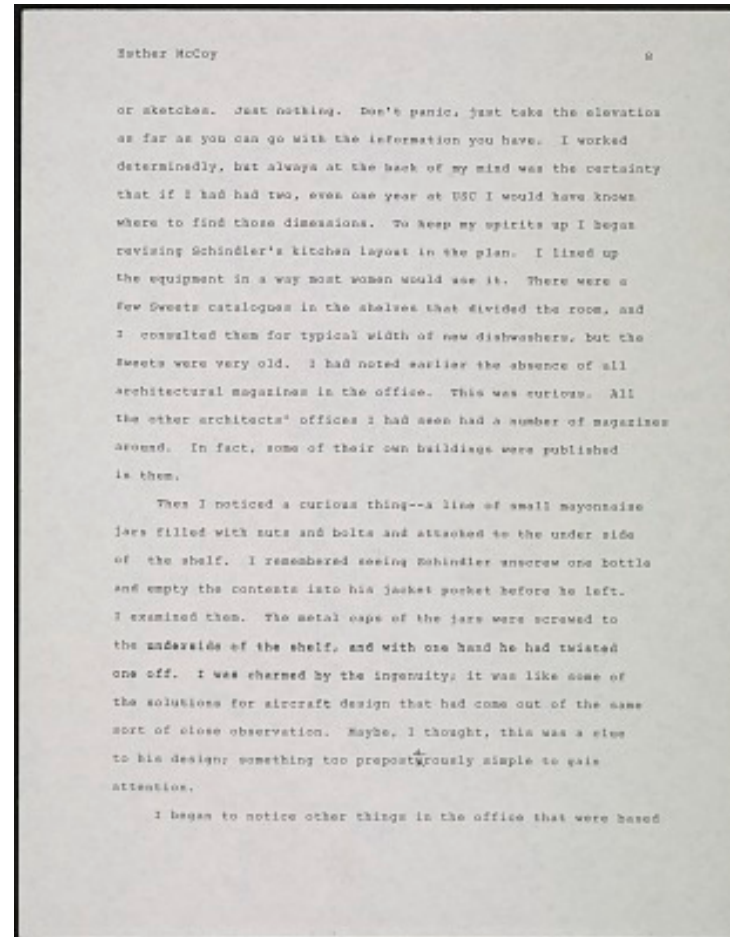 Esther McCoy 8
or sketches. Just nothing. Don't panic, just take the elevation
as far as you can go with the information you have. I worked
determinedly, but always at the back of my mind was the certainty
that if I had had two, even one year at USC I would have known
where to find those dimensions. To keep my spirits up I began
revising Schindler's kitchen layout in the plan. I lined up
the equipment in a way most women would use it. There were a
few Sweets catalogues in the shelves that divided the room, and
I consulted them for typical width of new dishwashers, but the
Sweets were very old. I had noted earlier the absence of all
architectural magazines in the office. This was curious. All
the other architects' offices I had seen had a number of magazines
around. In fact, some of their own buildings were published
in them.
Then I noticed a curious thing--a line of small mayonnaise
jars filled with nuts and bolts and attached to the under side
of the shelf. I remembered seeing Schindler unscrew one bottle
and empty the contents into his jacket pocket before he left.
I examined them. The metal caps of the jars were screwed to
the underside of the shelf, and with one hand he had twisted
one off. I was charmed by the ingenuity; it was like some of
the solutions for aircraft design that had come out of the same
sort of close observation. Maybe, I thought, this was a clue
to his design; something too preposterously simple to gain
attention.
I began to notice other things in the office that were based